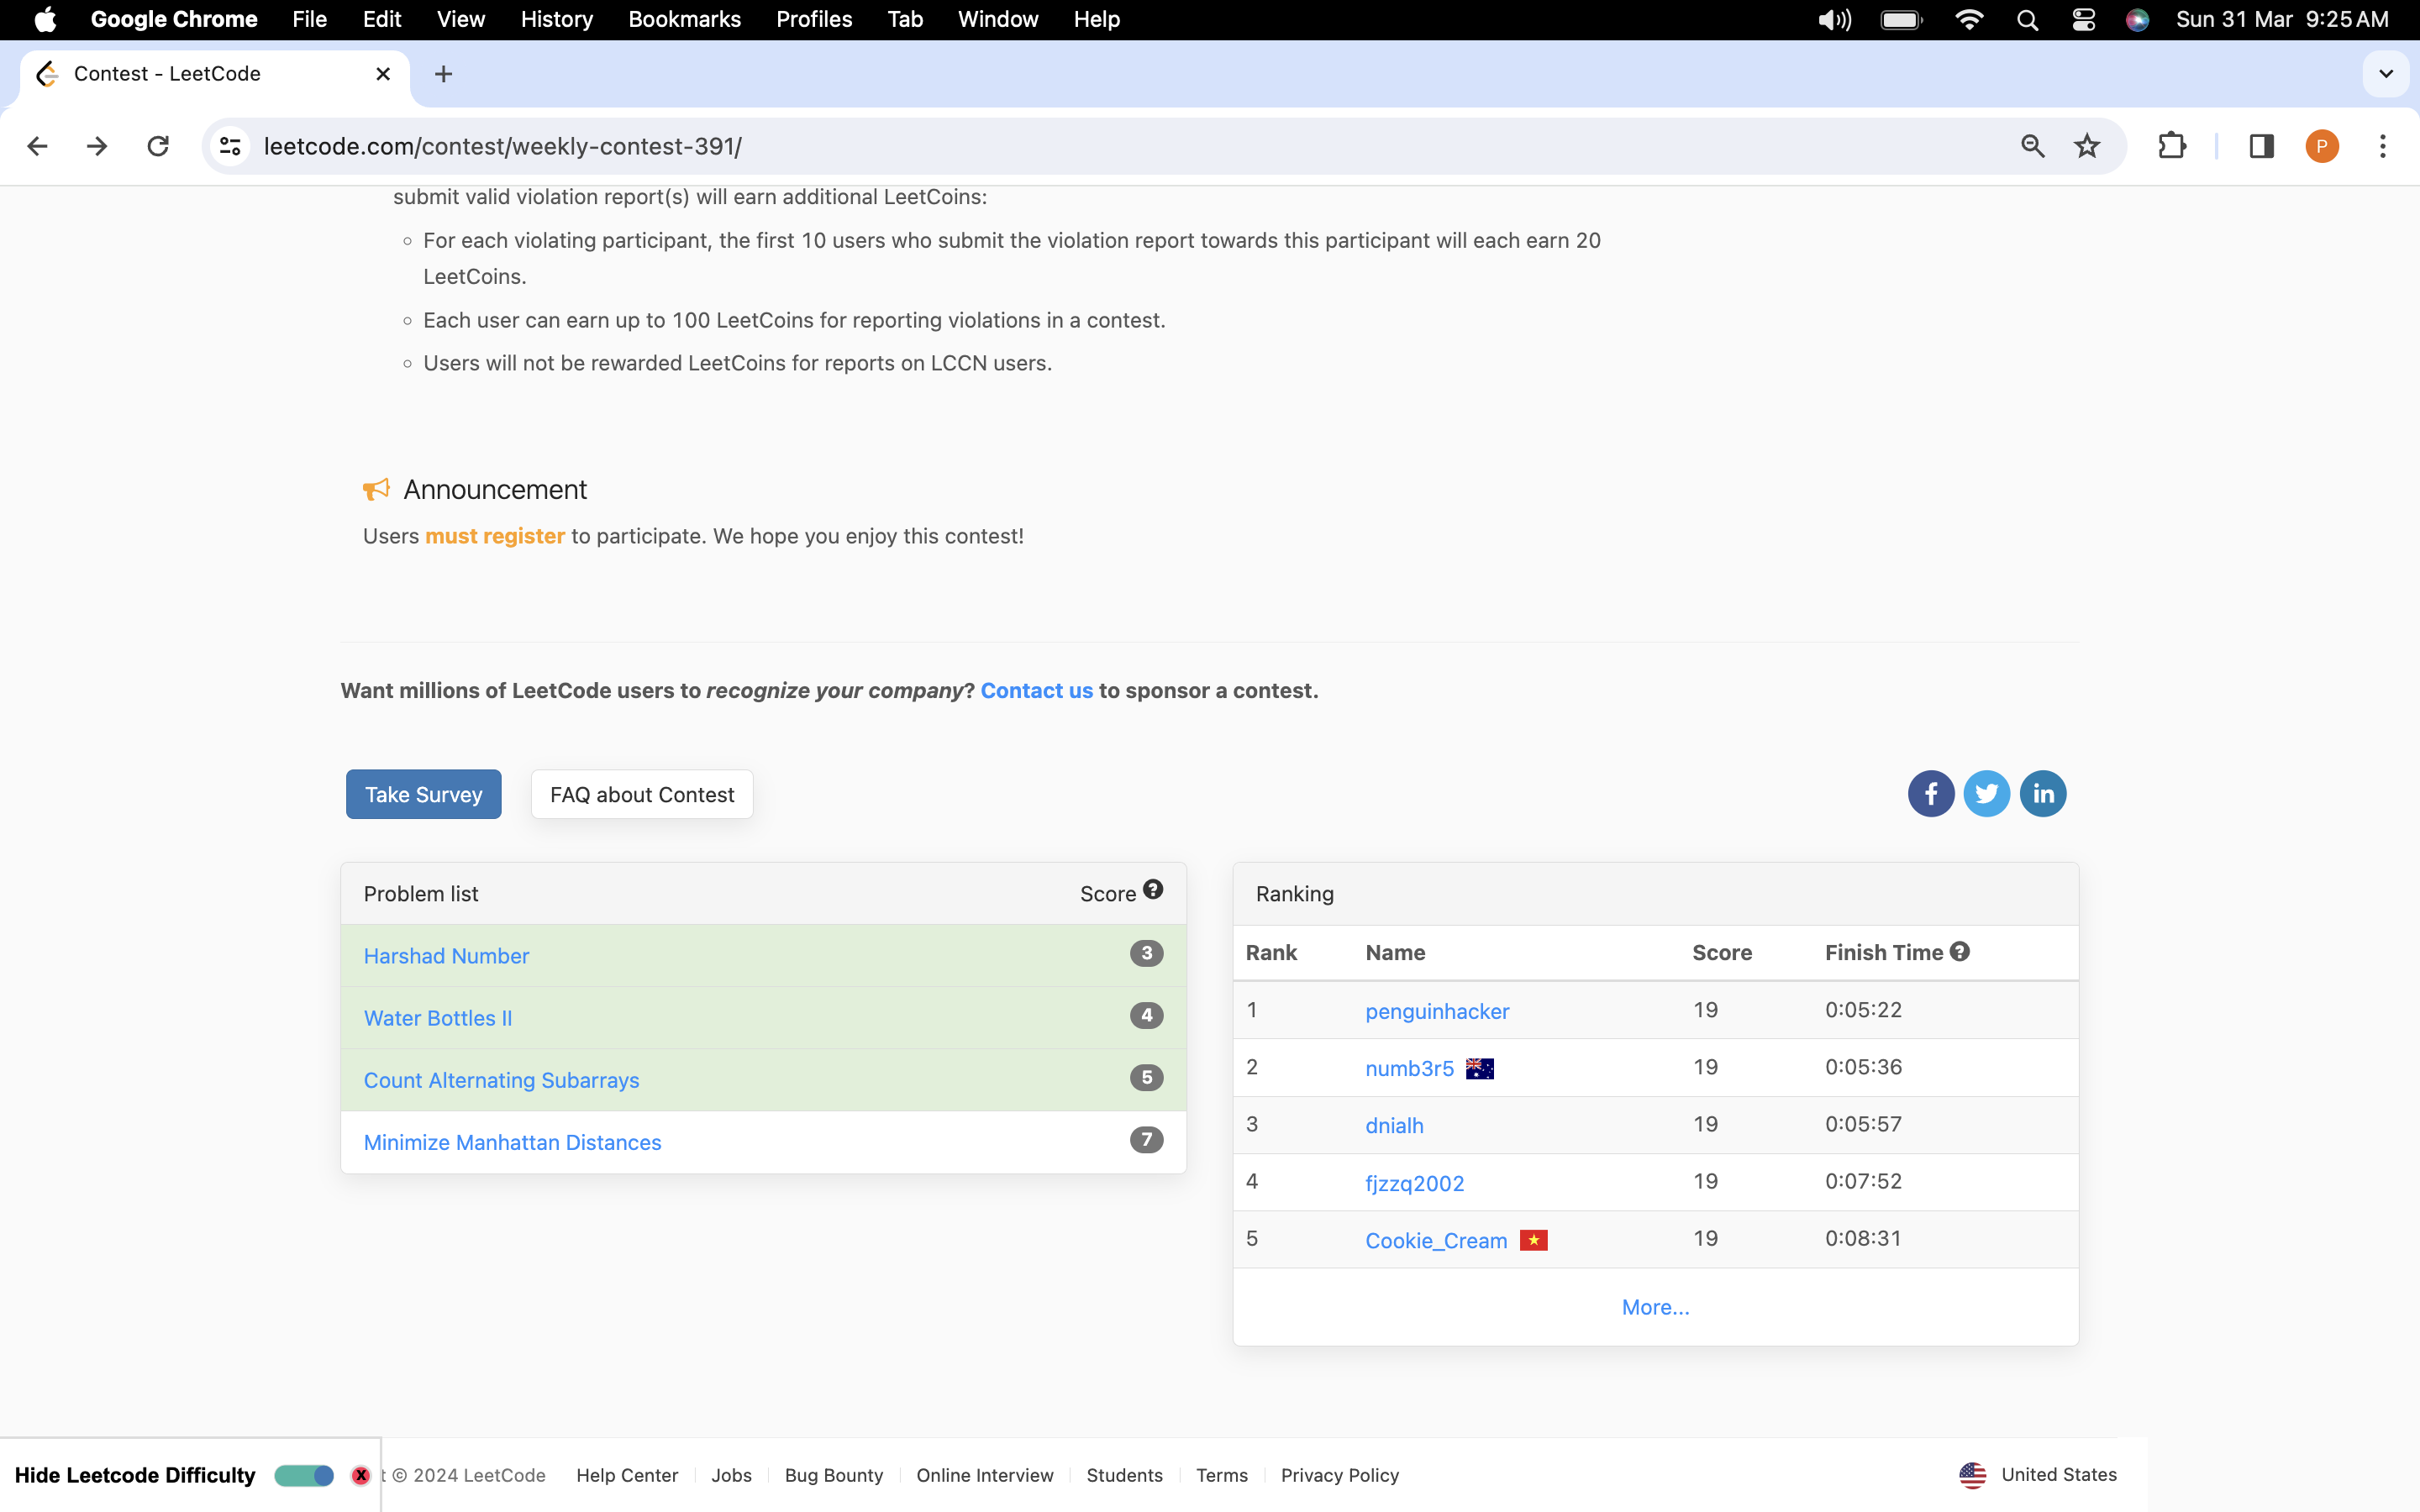 Google Chrome File Edit View History Bookmarks Profiles Tab Window Help Sun 31 Mar 9:25 AM
Contest - LeetCode
leetcode.com/contest/weekly-contest-391/
P
submit valid violation report(s) will earn additional LeetCoins:
For each violating participant, the first 10 users who submit the violation report towards this participant will each earn 20
LeetCoins.
Each user can earn up to 100 LeetCoins for reporting violations in a contest.
Users will not be rewarded LeetCoins for reports on LCCN users.
Announcement
Users must register to participate. We hope you enjoy this contest!
Want millions of LeetCode users to recognize your company? Contact us to sponsor a contest.
Take Survey FAQ about Contest
Problem list Score
Harshad Number 3
Water Bottles II 4
Count Alternating Subarrays 5
Minimize Manhattan Distances 7
Ranking
Rank Name Score Finish Time
1 penguinhacker 19 0:05:22
2 numb3r5 19 0:05:36
3 dnialh 19 0:05:57
4 fjzzq2002 19 0:07:52
5 Cookie_Cream 19 0:08:31
More...
Hide Leetcode Difficulty X t © 2024 LeetCode Help Center Jobs Bug Bounty Online Interview Students Terms Privacy Policy United States